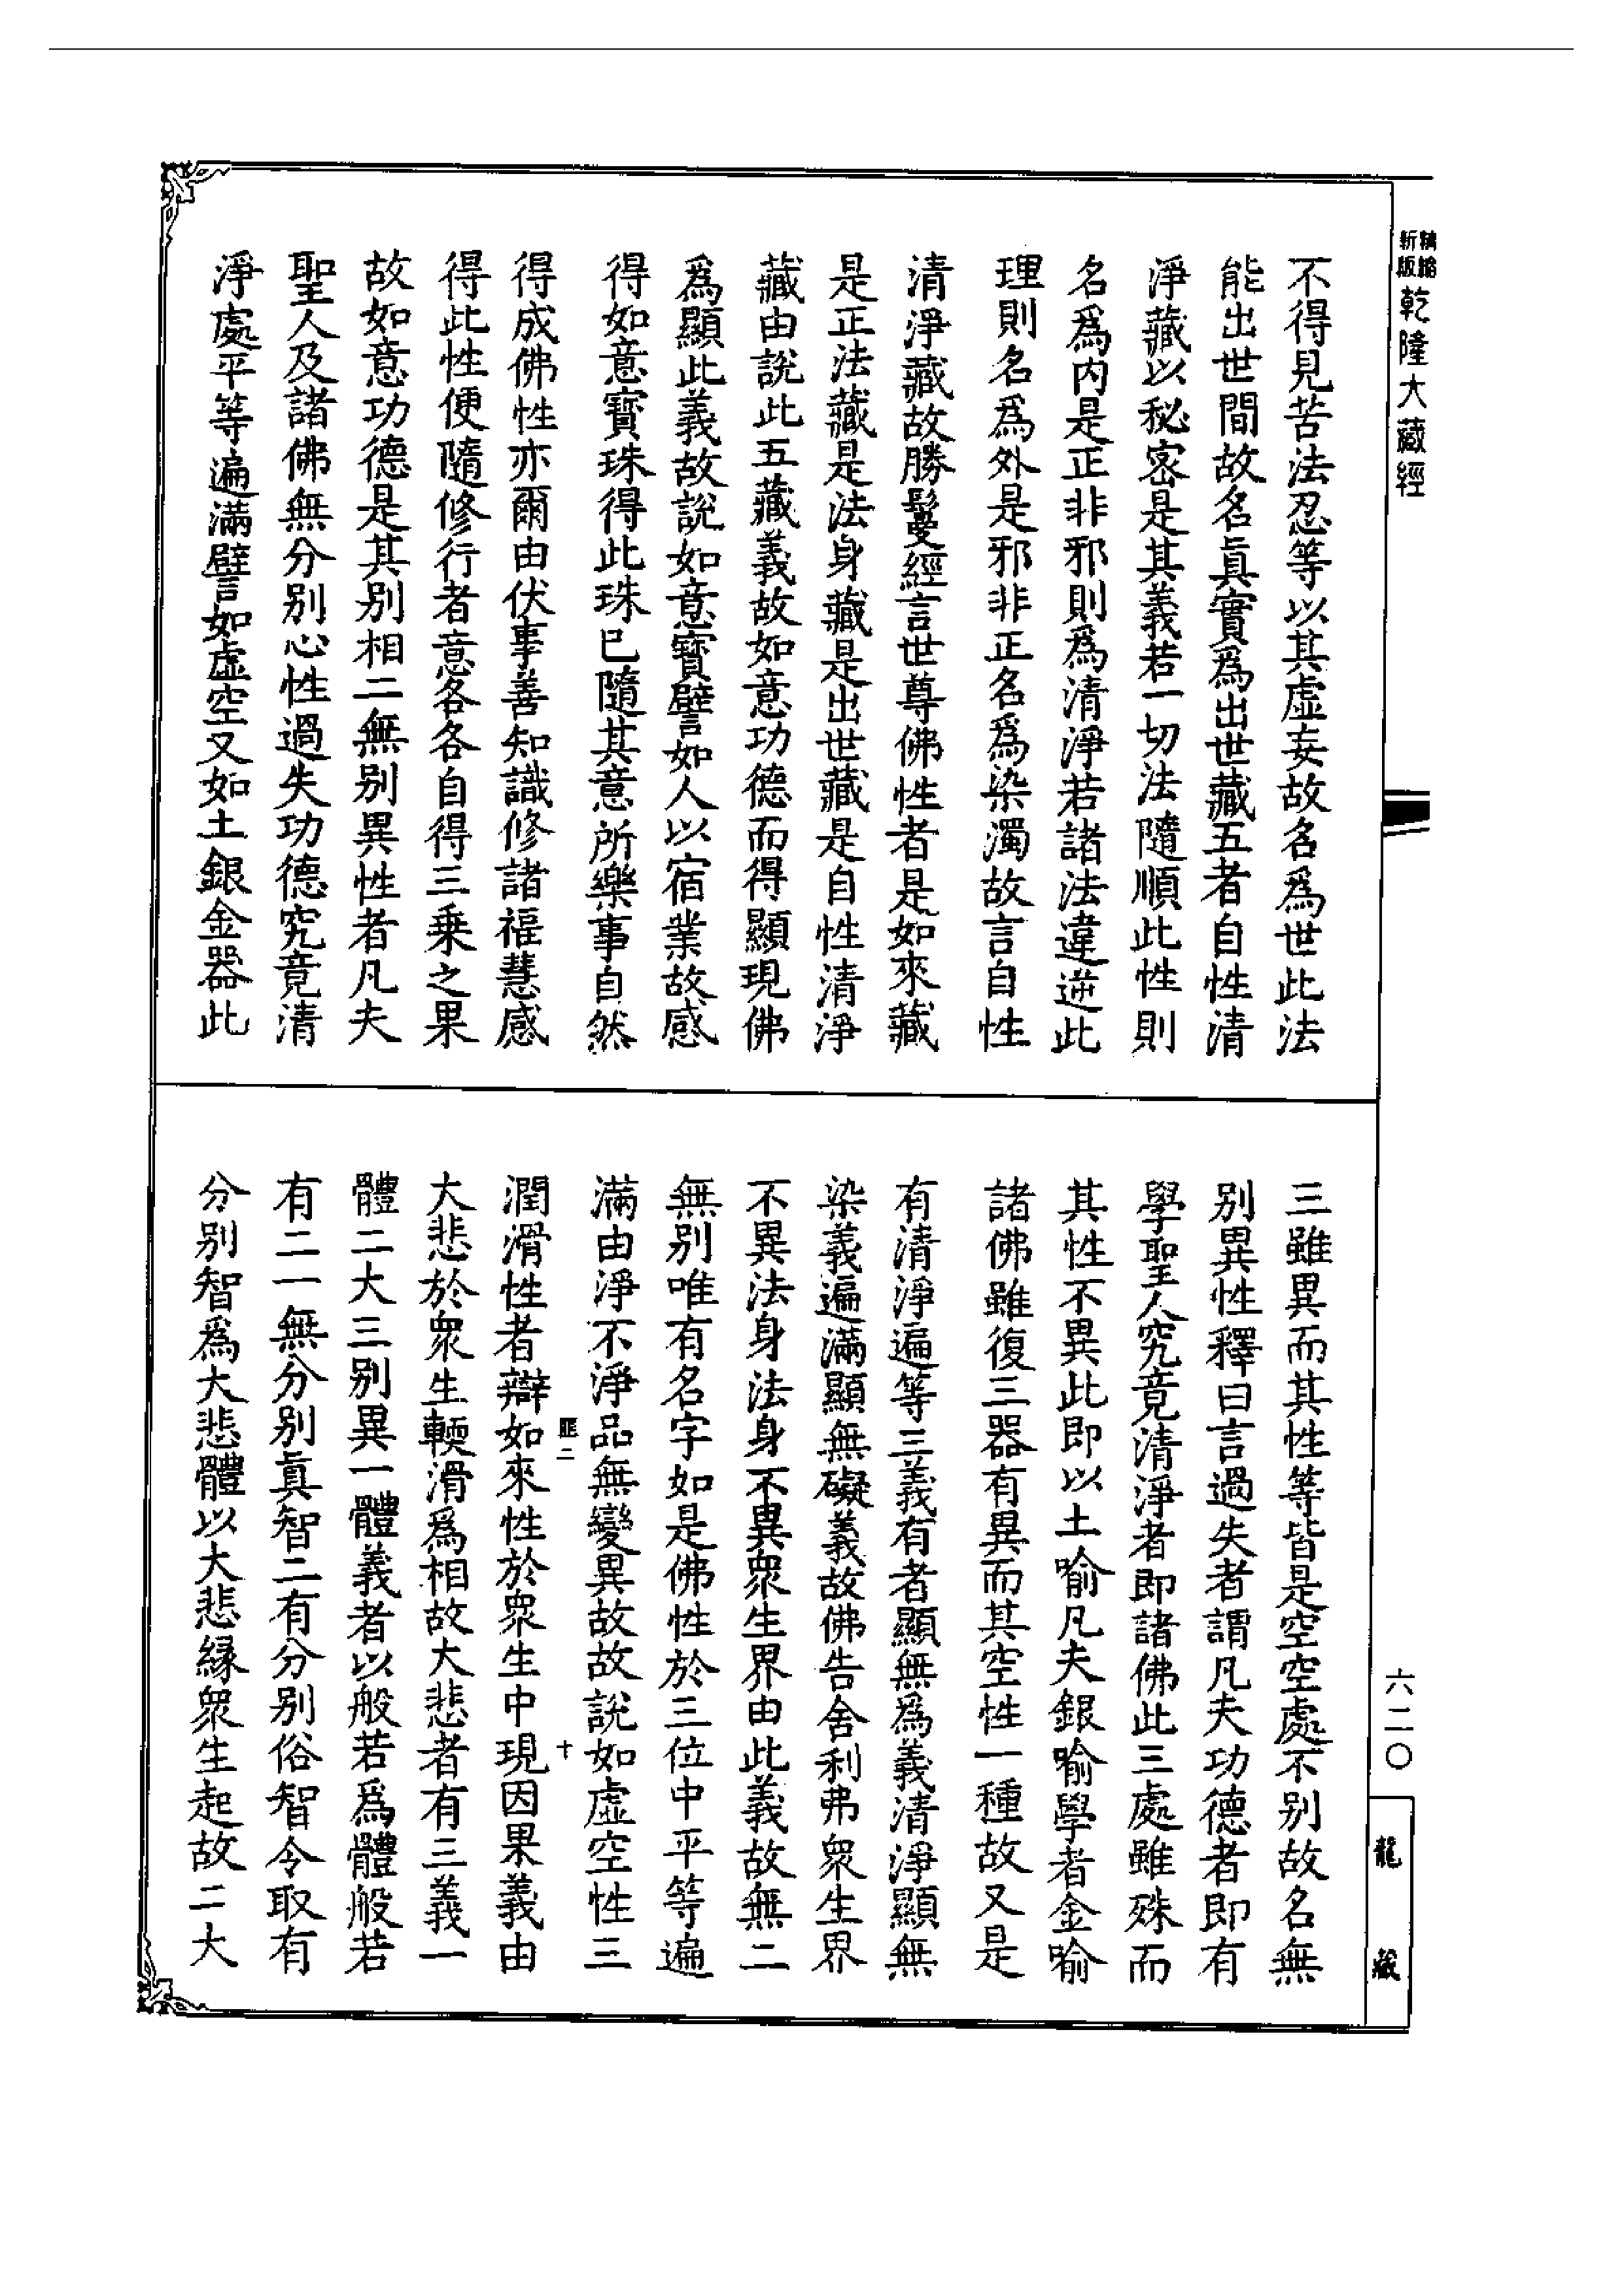 精縮
新版
乾隆大藏經
不得見苦法忍等以其虛妄故名爲世此法
能出世間故名眞實爲出世藏五者自性清
淨藏以秘密是其義若一切法隨順此性則
名爲內是正非邪則爲清淨若諸法違逆此
理則名爲外是邪非正名爲染濁故言自性
清淨藏故勝鬘經言世尊佛性者是如來藏
是正法藏是法身藏是出世藏是自性清淨
藏由說此五藏義故如意功德而得顯現佛
爲顯此義故說如意寶譬如人以宿業故感
得如意寶珠得此珠已隨其意所樂事自然
得成佛性亦爾由伏事善知識修諸福慧感
得此性便隨修行者意各各自得三乘之果
故如意功德是其別相二無別異性者凡夫
聖人及諸佛無分別心性過失功德究竟清
淨處平等遍滿譬如虛空又如土銀金器此
三雖異而其性等皆是空空處不別故名無
別異性釋曰言過失者謂凡夫功德者即有
學聖人究竟清淨者即諸佛此三處雖殊而
其性不異此即以土喻凡夫銀喻學者金喻
諸佛雖復三器有異而其空性一種故又是
有清淨遍等三義有者顯無爲義清淨顯無
染義遍滿顯無礙義故佛告舍利弗衆生界
不異法身法身不異衆生界由此義故無二
無別唯有名字如是佛性於三位中平等遍
滿由淨不淨品無變異故故說如虛空性三
匪二 十
潤滑性者辯如來性於衆生中現因果義由
大悲於衆生輭滑爲相故大悲者有三義一
體二大三別異一體義者以般若爲體般若
有二一無分別眞智二有分別俗智今取有
分別智爲大悲體以大悲緣衆生起故二大
六二〇
龍藏